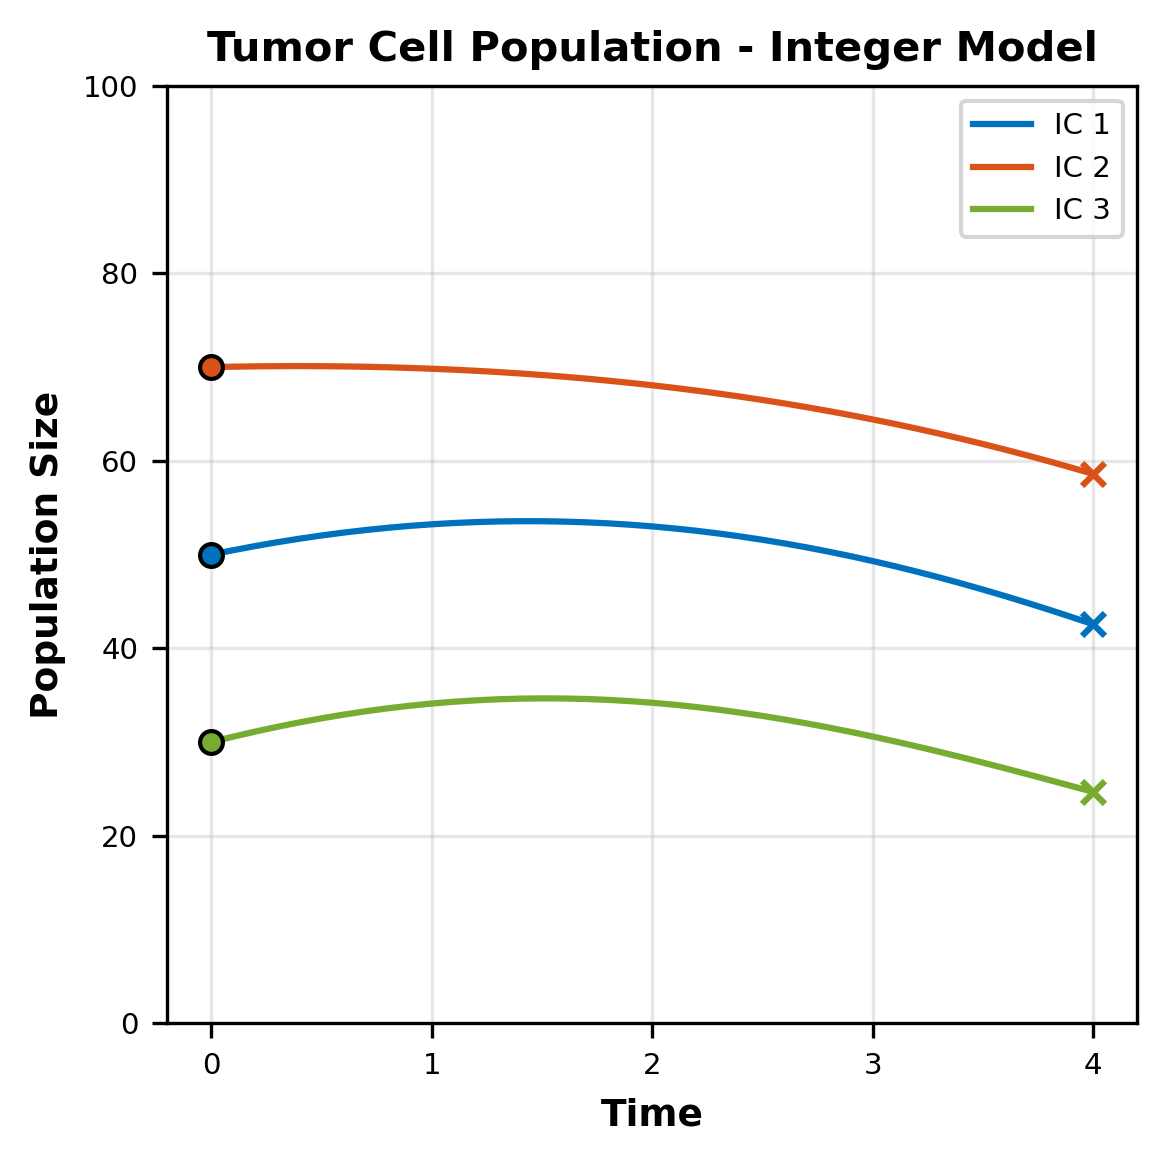 Tumor Cell Population - Integer Model
100
80
60
40
20
0
Population Size
0 1 2 3 4
Time
IC 1
IC 2
IC 3